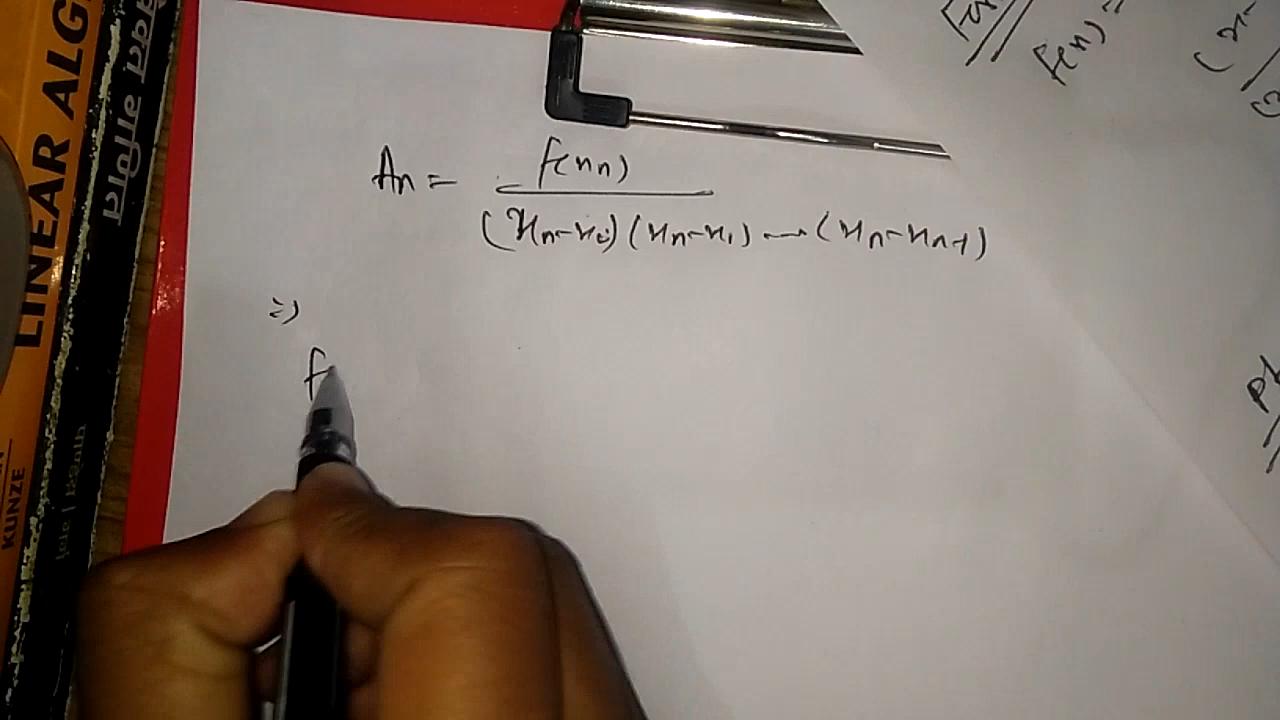 LINEAR ALG
KUNZE
An = f(xn)
(xn-x0)(xn-x1) ---- (xn-xn-1)
=>
f
f(x) =